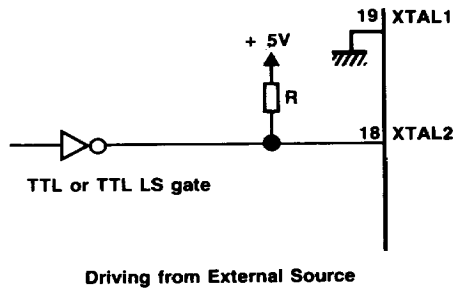 19 XTAL1
+ 5V
R
18 XTAL2
TTL or TTL LS gate
Driving from External Source